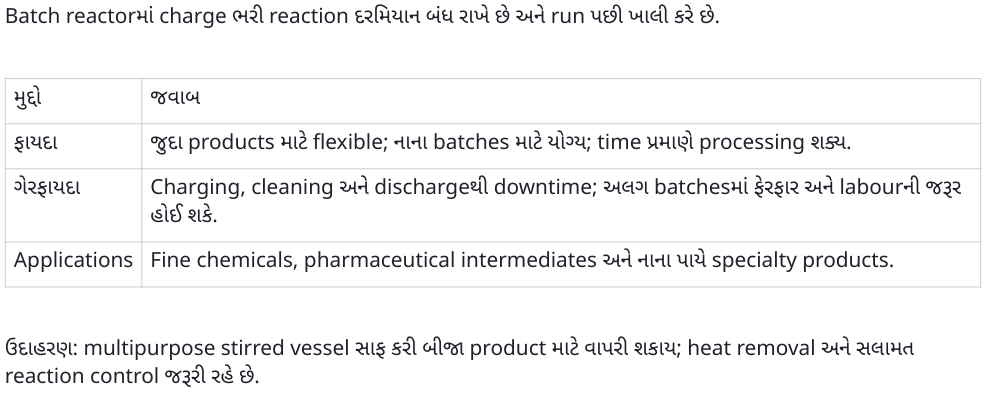 Batch reactorમાં charge ભરી reaction દરમિયાન બંધ રાખે છે અને run પછી ખાલી કરે છે.
મુદ્દો જવાબ
ફાયદા જુદા products માટે flexible; નાના batches માટે યોગ્ય; time પ્રમાણે processing શક્ય.
ગેરફાયદા Charging, cleaning અને dischargeથી downtime; અલગ batchesમાં ફેરફાર અને labourની જરૂર
હોઈ શકે.
Applications Fine chemicals, pharmaceutical intermediates અને નાના પાયે specialty products.
ઉદાહરણ: multipurpose stirred vessel સાફ કરી બીજા product માટે વાપરી શકાય; heat removal અને સલામત
reaction control જરૂરી રહે છે.